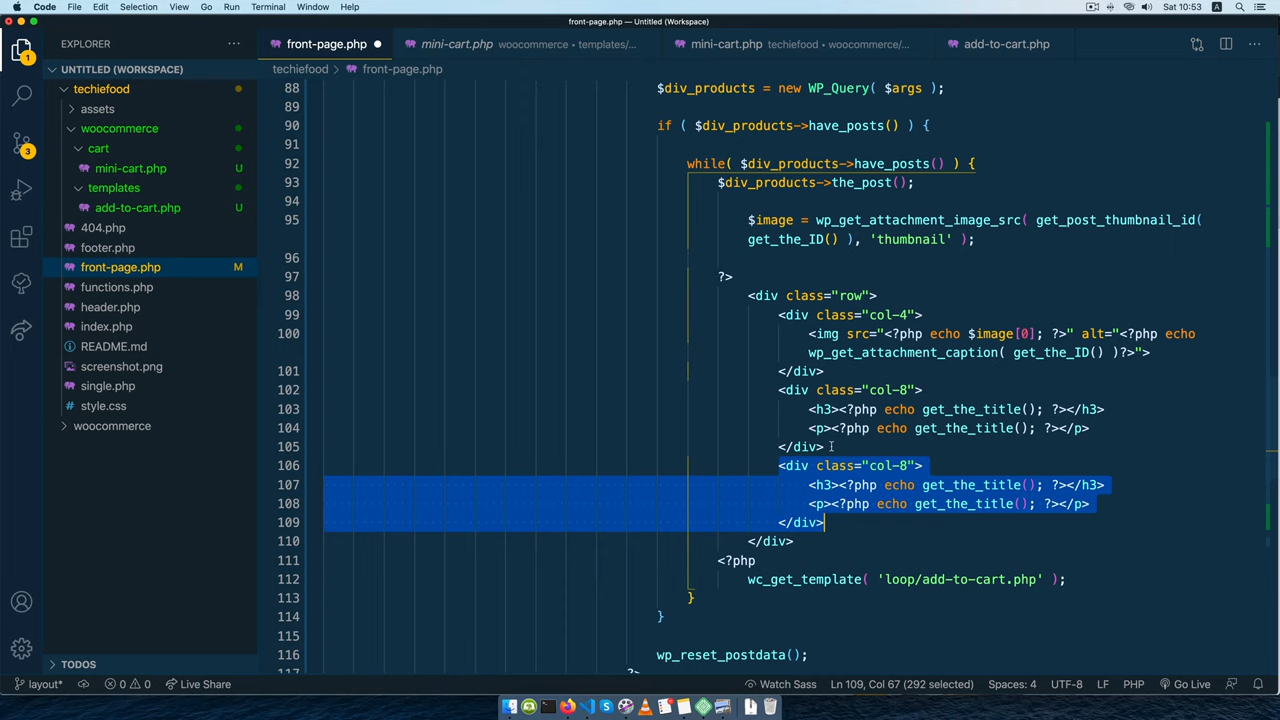 Code File Edit Selection View Go Run Terminal Window Help Sat 10:53 A
front-page.php — Untitled (Workspace)
EXPLORER ···
front-page.php ●
mini-cart.php woocommerce • templates/...
mini-cart.php techiefood • woocommerce/...
add-to-cart.php ···
1
3
UNTITLED (WORKSPACE)
techiefood
assets
woocommerce
cart
mini-cart.php U
templates
add-to-cart.php U
404.php
footer.php
front-page.php M
functions.php
header.php
index.php
README.md
screenshot.png
single.php
style.css
woocommerce
TODOS
techiefood > front-page.php
88 $div_products = new WP_Query( $args );
89
90 if ( $div_products->have_posts() ) {
91
92 while( $div_products->have_posts() ) {
93 $div_products->the_post();
94
95 $image = wp_get_attachment_image_src( get_post_thumbnail_id(
get_the_ID() ), 'thumbnail' );
96
97 ?>
98 <div class="row">
99 <div class="col-4">
100 <img src="<?php echo $image[0]; ?>" alt="<?php echo
wp_get_attachment_caption( get_the_ID() )?>">
101 </div>
102 <div class="col-8">
103 <h3><?php echo get_the_title(); ?></h3>
104 <p><?php echo get_the_title(); ?></p>
105 </div>
106 <div class="col-8">
107 <h3><?php echo get_the_title(); ?></h3>
108 <p><?php echo get_the_title(); ?></p>
109 </div>
110 </div>
111 <?php
112 wc_get_template( 'loop/add-to-cart.php' );
113 }
114 }
115
116 wp_reset_postdata();
117 ?>
layout* 0 0 Live Share Watch Sass Ln 109, Col 67 (292 selected) Spaces: 4 UTF-8 LF PHP Go Live